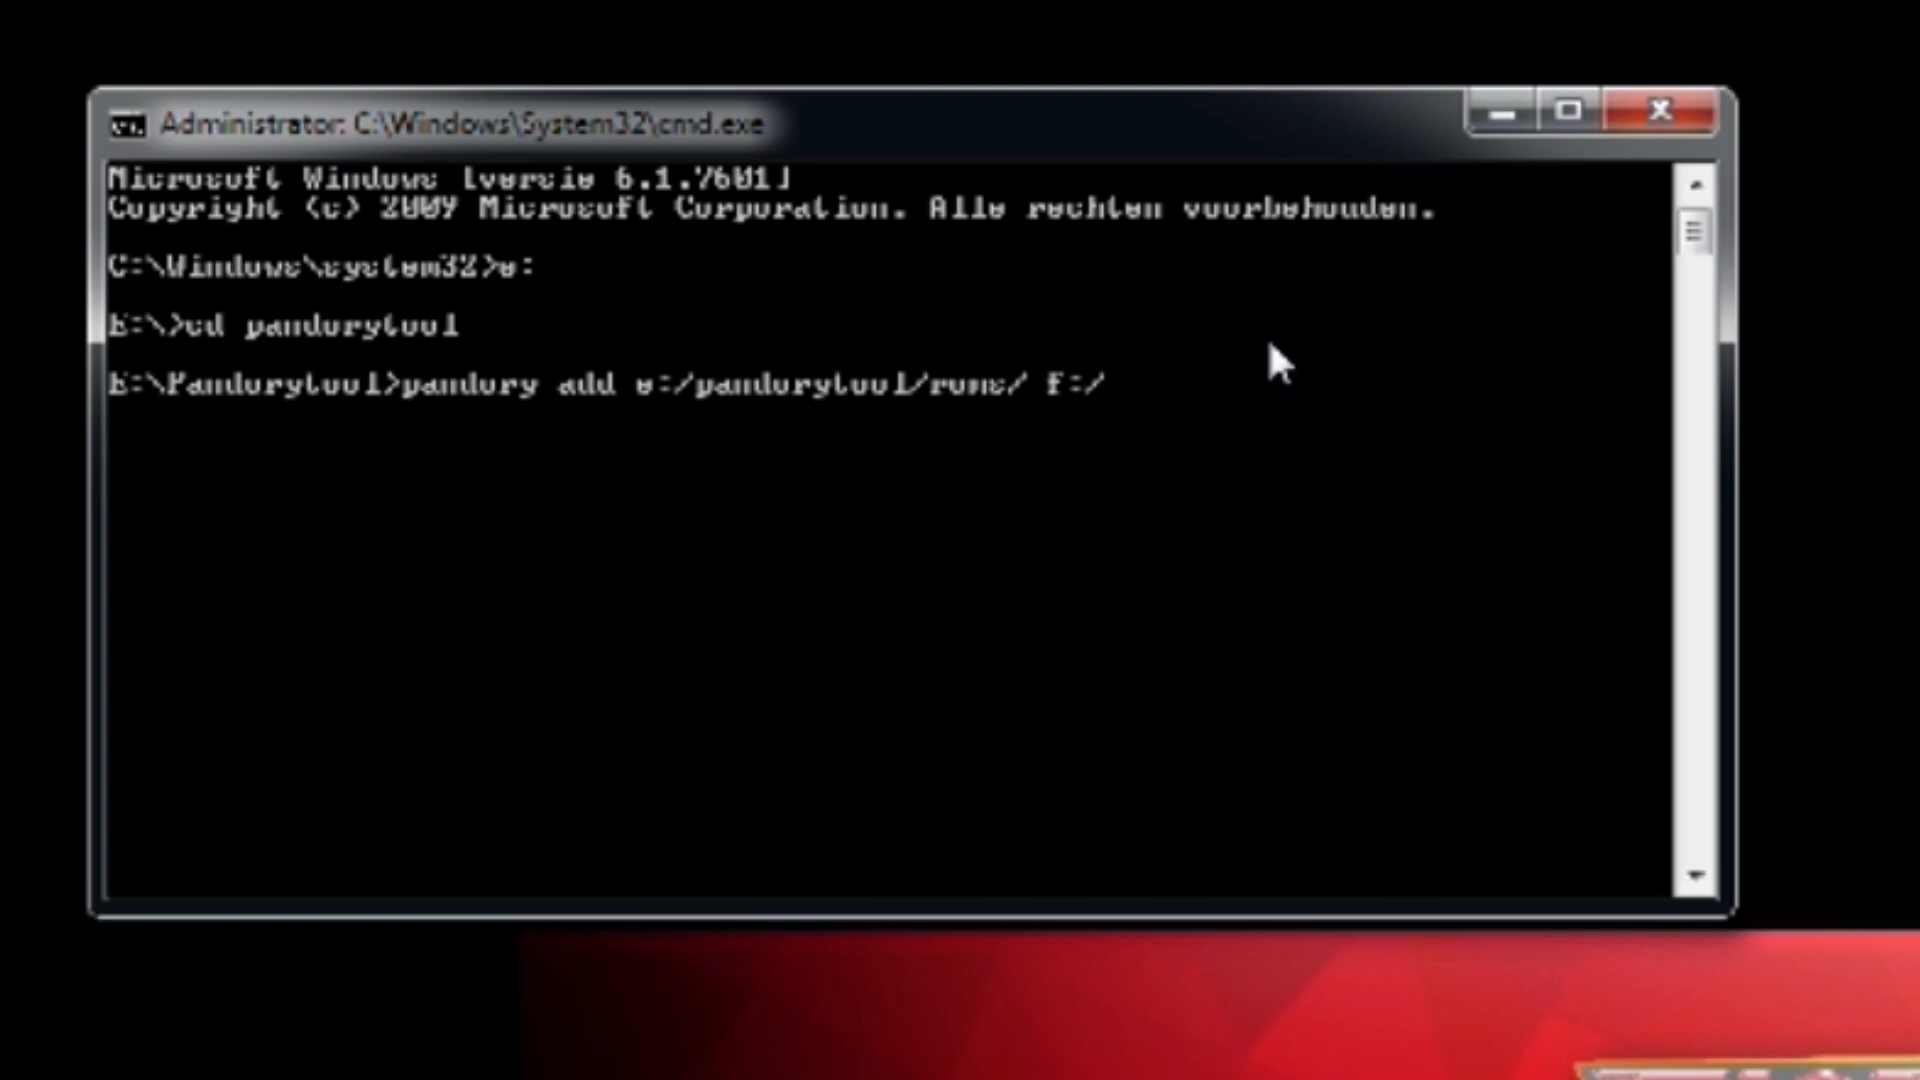 Administrator: C:\Windows\System32\cmd.exe
Microsoft Windows [versie 6.1.7601]
Copyright (c) 2009 Microsoft Corporation. Alle rechten voorbehouden.
C:\Windows\system32>e:
E:\>cd pandorytool
E:\Pandorytool>pandory add e:/pandorytool/roms/ f:/